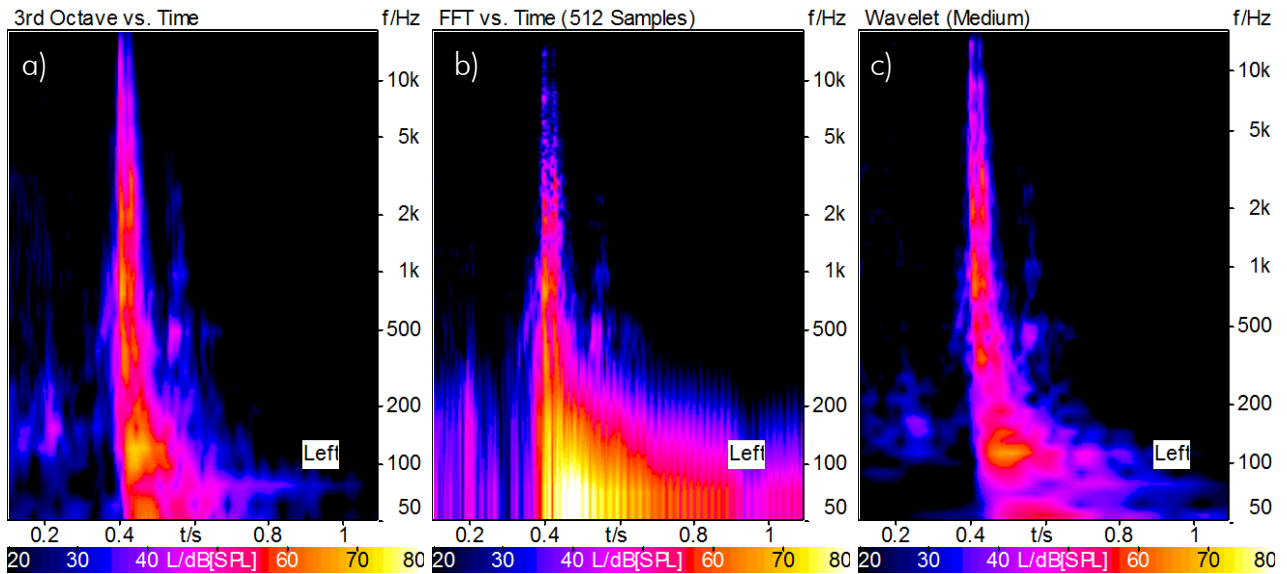 3rd Octave vs. Time f/Hz
a)
10k
5k
2k
1k
500
200
100
50
Left
0.2 0.4 t/s 0.8 1
20 30 40 L/dB[SPL] 60 70 80
FFT vs. Time (512 Samples) f/Hz
b)
10k
5k
2k
1k
500
200
100
50
Left
0.2 0.4 t/s 0.8 1
20 30 40 L/dB[SPL] 60 70 80
Wavelet (Medium) f/Hz
c)
10k
5k
2k
1k
500
200
100
50
Left
0.2 0.4 t/s 0.8 1
20 30 40 L/dB[SPL] 60 70 80